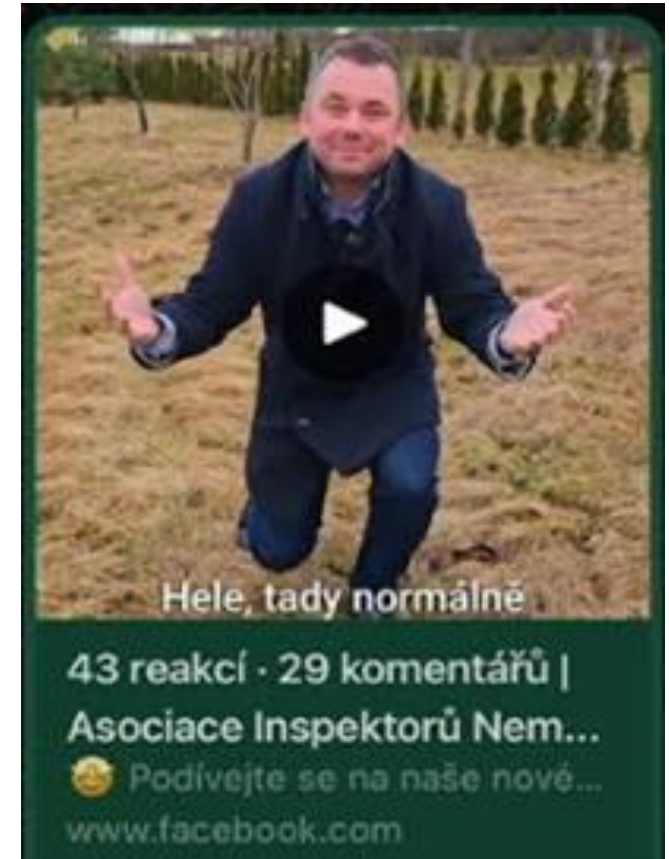 Hele, tady normálně
43 reakcí · 29 komentářů |
Asociace Inspektorů Nem...
🤩 Podívejte se na naše nové...
www.facebook.com